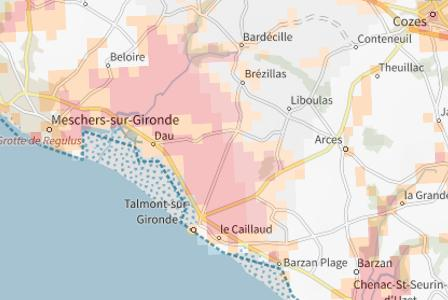 Cozes
Bardécille
Conteneuil
Beloire
Theuillac
Brézillas
Liboulas
Meschers-sur-Gironde
Dau
Arces
Grotte de Regulus
la Grande
Talmont-sur-
Gironde
le Caillaud
Barzan Plage
Barzan
Chenac-St-Seurin-
d'Uzet